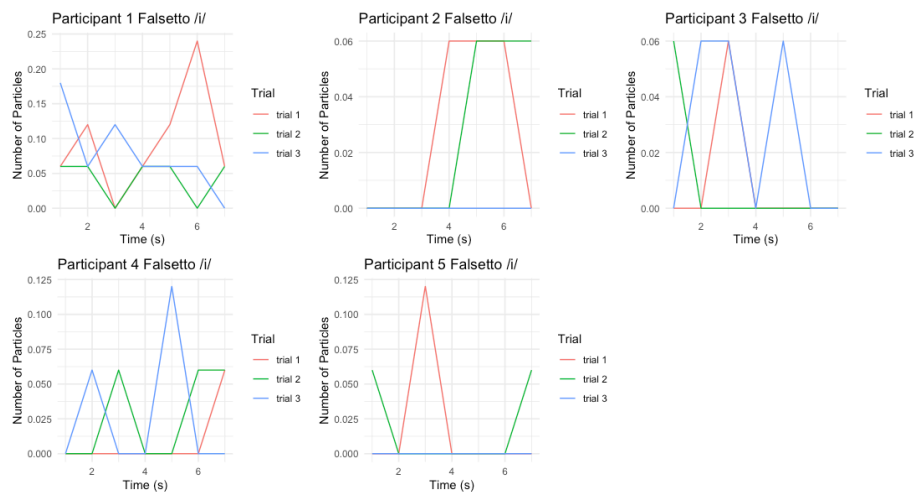 Participant 1 Falsetto /i/
Number of Particles
0.25
0.20
0.15
0.10
0.05
0.00
2
4
6
Time (s)
Trial
trial 1
trial 2
trial 3
Participant 2 Falsetto /i/
Number of Particles
0.06
0.04
0.02
0.00
2
4
6
Time (s)
Trial
trial 1
trial 2
trial 3
Participant 3 Falsetto /i/
Number of Particles
0.06
0.04
0.02
0.00
2
4
6
Time (s)
Trial
trial 1
trial 2
trial 3
Participant 4 Falsetto /i/
Number of Particles
0.125
0.100
0.075
0.050
0.025
0.000
2
4
6
Time (s)
Trial
trial 1
trial 2
trial 3
Participant 5 Falsetto /i/
Number of Particles
0.125
0.100
0.075
0.050
0.025
0.000
2
4
6
Time (s)
Trial
trial 1
trial 2
trial 3